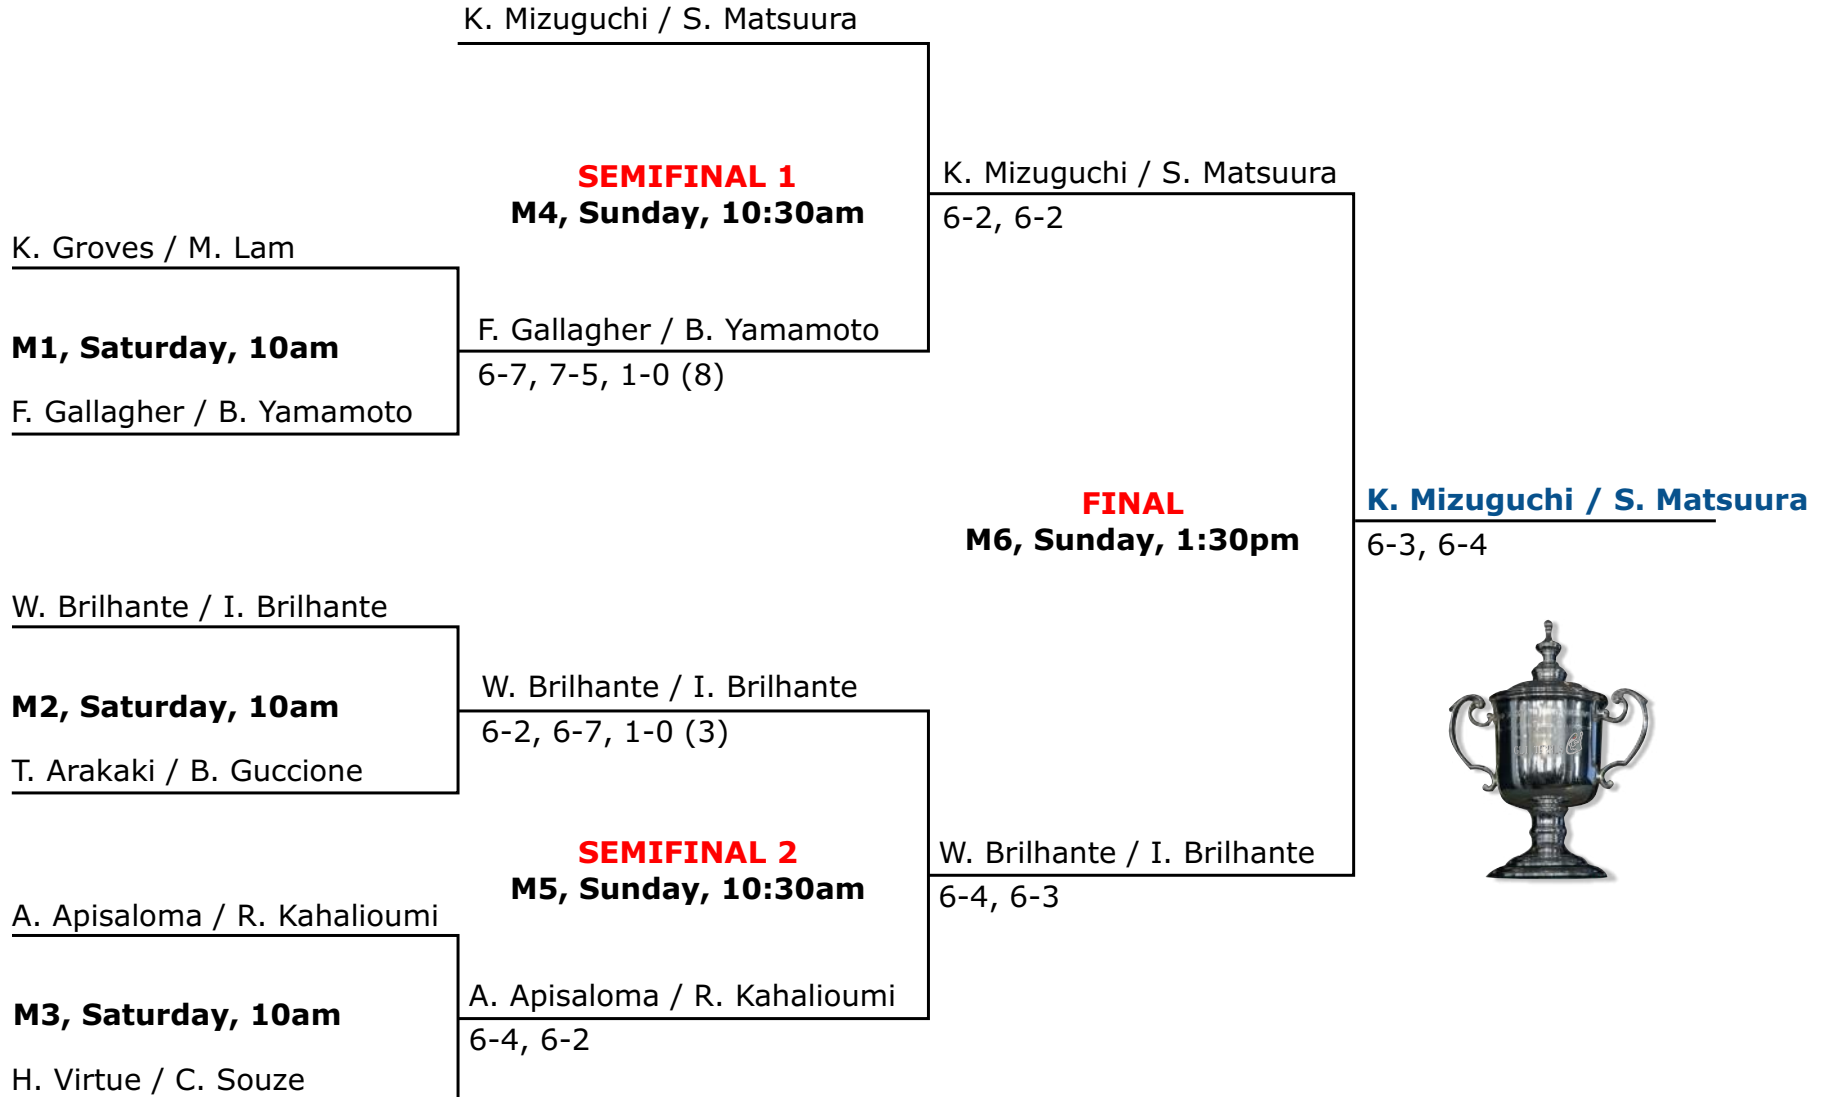 K. Mizuguchi / S. Matsuura
SEMIFINAL 1
M4, Sunday, 10:30am
K. Mizuguchi / S. Matsuura
6-2, 6-2
K. Groves / M. Lam
M1, Saturday, 10am
F. Gallagher / B. Yamamoto
F. Gallagher / B. Yamamoto
6-7, 7-5, 1-0 (8)
FINAL
M6, Sunday, 1:30pm
K. Mizuguchi / S. Matsuura
6-3, 6-4
W. Brilhante / I. Brilhante
M2, Saturday, 10am
T. Arakaki / B. Guccione
W. Brilhante / I. Brilhante
6-2, 6-7, 1-0 (3)
SEMIFINAL 2
M5, Sunday, 10:30am
W. Brilhante / I. Brilhante
6-4, 6-3
A. Apisaloma / R. Kahalioumi
M3, Saturday, 10am
H. Virtue / C. Souze
A. Apisaloma / R. Kahalioumi
6-4, 6-2